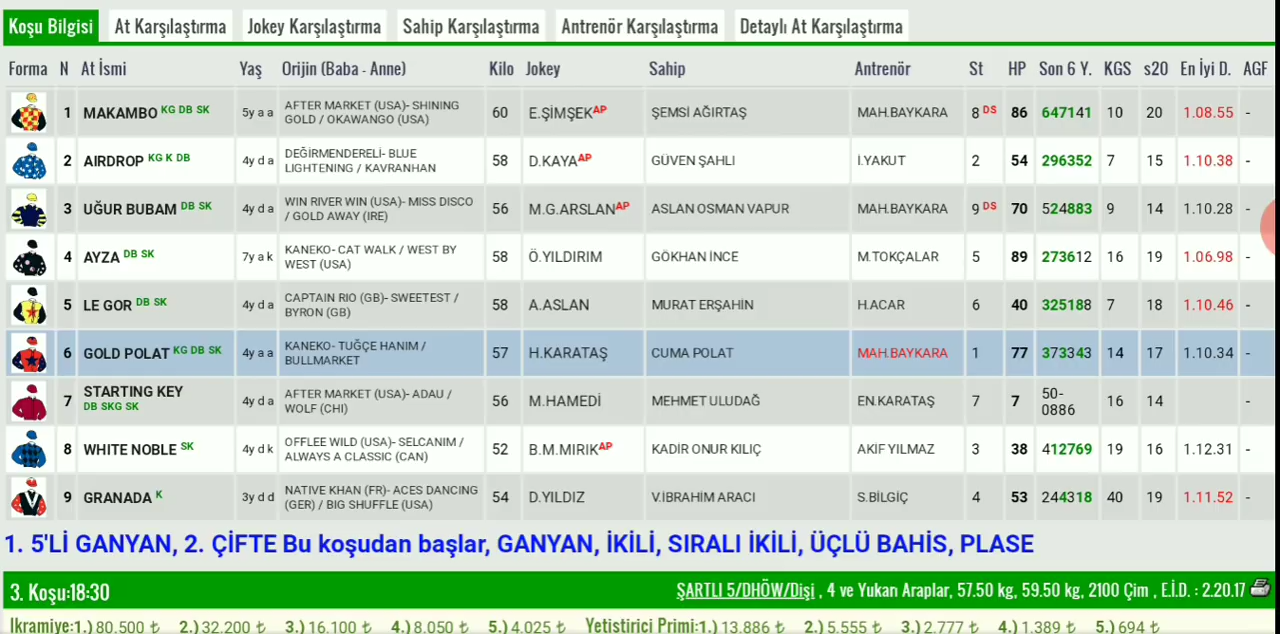 Koşu Bilgisi At Karşılaştırma Jokey Karşılaştırma Sahip Karşılaştırma Antrenör Karşılaştırma Detaylı At Karşılaştırma
Forma N At İsmi Yaş Orijin (Baba - Anne) Kilo Jokey Sahip Antrenör St HP Son 6 Y. KGS s20 En İyi D. AGF
1 MAKAMBO KG DB SK 5y a a AFTER MARKET (USA)- SHINING GOLD / OKAWANGO (USA) 60 E.ŞİMŞEK AP ŞEMSİ AĞIRTAŞ MAH.BAYKARA 8 DS 86 647141 10 20 1.08.55 -
2 AIRDROP KG K DB 4y d a DEĞİRMENDERELİ- BLUE LIGHTENING / KAVRANHAN 58 D.KAYA AP GÜVEN ŞAHLI İ.YAKUT 2 54 296352 7 15 1.10.38 -
3 UĞUR BUBAM DB SK 4y d a WIN RIVER WIN (USA)- MISS DISCO / GOLD AWAY (IRE) 56 M.G.ARSLAN AP ASLAN OSMAN VAPUR MAH.BAYKARA 9 DS 70 524883 9 14 1.10.28 -
4 AYZA DB SK 7y a k KANEKO- CAT WALK / WEST BY WEST (USA) 58 Ö.YILDIRIM GÖKHAN İNCE M.TOKÇALAR 5 89 273612 16 19 1.06.98 -
5 LE GOR DB SK 4y d a CAPTAIN RIO (GB)- SWEETEST / BYRON (GB) 58 A.ASLAN MURAT ERŞAHİN H.ACAR 6 40 325188 7 18 1.10.46 -
6 GOLD POLAT KG DB SK 4y a a KANEKO- TUĞÇE HANIM / BULLMARKET 57 H.KARATAŞ CUMA POLAT MAH.BAYKARA 1 77 373343 14 17 1.10.34 -
7 STARTING KEY DB SKG SK 4y d a AFTER MARKET (USA)- ADAU / WOLF (CHI) 56 M.HAMEDİ MEHMET ULUDAĞ EN.KARATAŞ 7 7 50-0886 16 14 -
8 WHITE NOBLE SK 4y d k OFFLEE WILD (USA)- SELCANIM / ALWAYS A CLASSIC (CAN) 52 B.M.MIRIK AP KADİR ONUR KILIÇ AKİF YILMAZ 3 38 412769 19 16 1.12.31 -
9 GRANADA K 3y d d NATIVE KHAN (FR)- ACES DANCING (GER) / BIG SHUFFLE (USA) 54 D.YILDIZ V.İBRAHİM ARACI S.BİLGİÇ 4 53 244318 40 19 1.11.52 -
1. 5'Lİ GANYAN, 2. ÇİFTE Bu koşudan başlar, GANYAN, İKİLİ, SIRALI İKİLİ, ÜÇLÜ BAHİS, PLASE
3. Koşu:18:30 ŞARTLI 5/DHÖW/Dişi , 4 ve Yukarı Araplar, 57.50 kg, 59.50 kg, 2100 Çim , E.İ.D. : 2.20.17
Ikramiye:1.) 80.500 ₺ 2.) 32.200 ₺ 3.) 16.100 ₺ 4.) 8.050 ₺ 5.) 4.025 ₺ Yetiştirici Primi:1.) 13.886 ₺ 2.) 5.555 ₺ 3.) 2.777 ₺ 4.) 1.389 ₺ 5.) 694 ₺